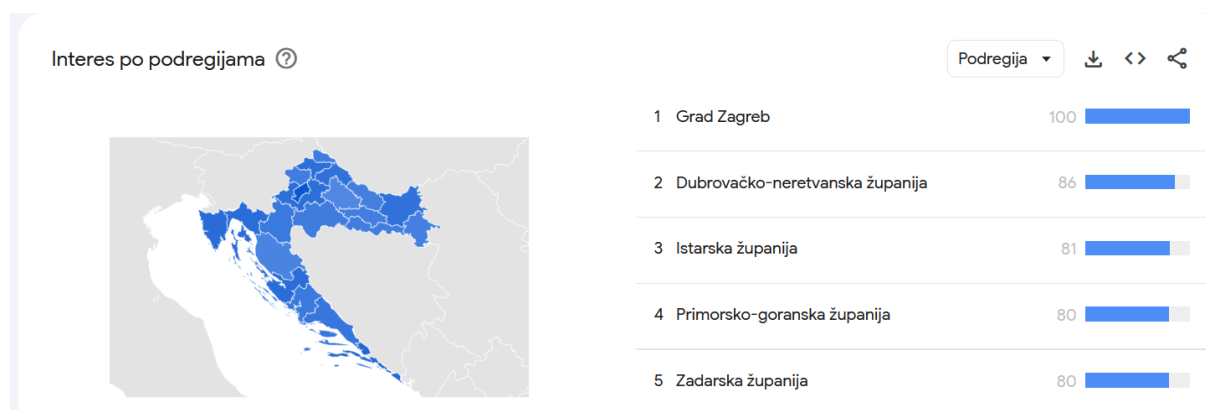 Interes po podregijama
Podregija
1 Grad Zagreb 100
2 Dubrovačko-neretvanska županija 86
3 Istarska županija 81
4 Primorsko-goranska županija 80
5 Zadarska županija 80